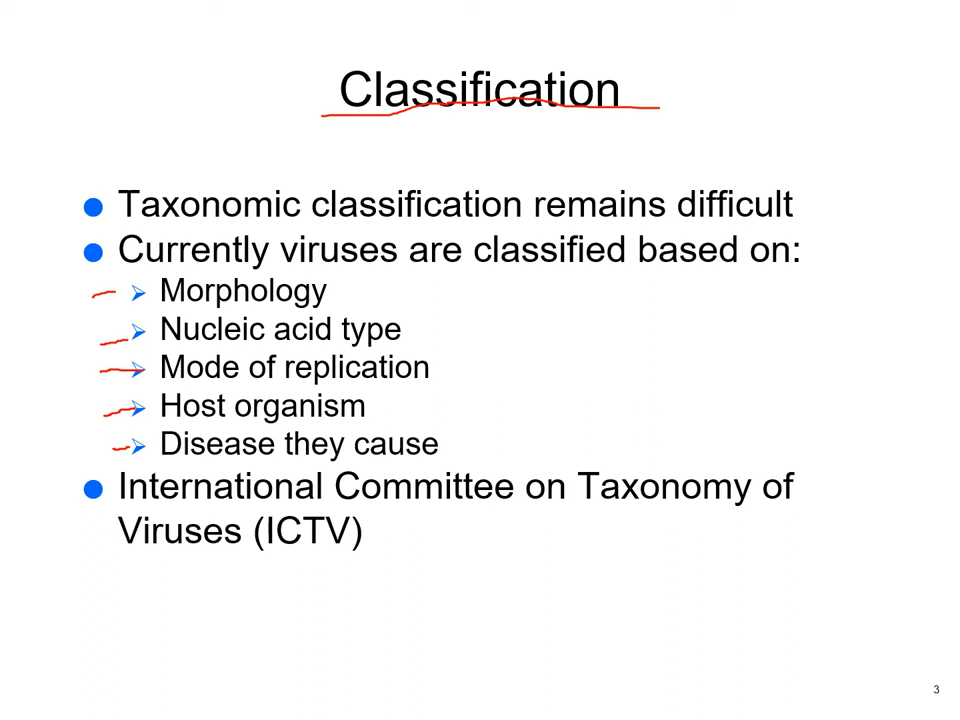 Classification
Taxonomic classification remains difficult
Currently viruses are classified based on:
Morphology
Nucleic acid type
Mode of replication
Host organism
Disease they cause
International Committee on Taxonomy of
Viruses (ICTV)
3